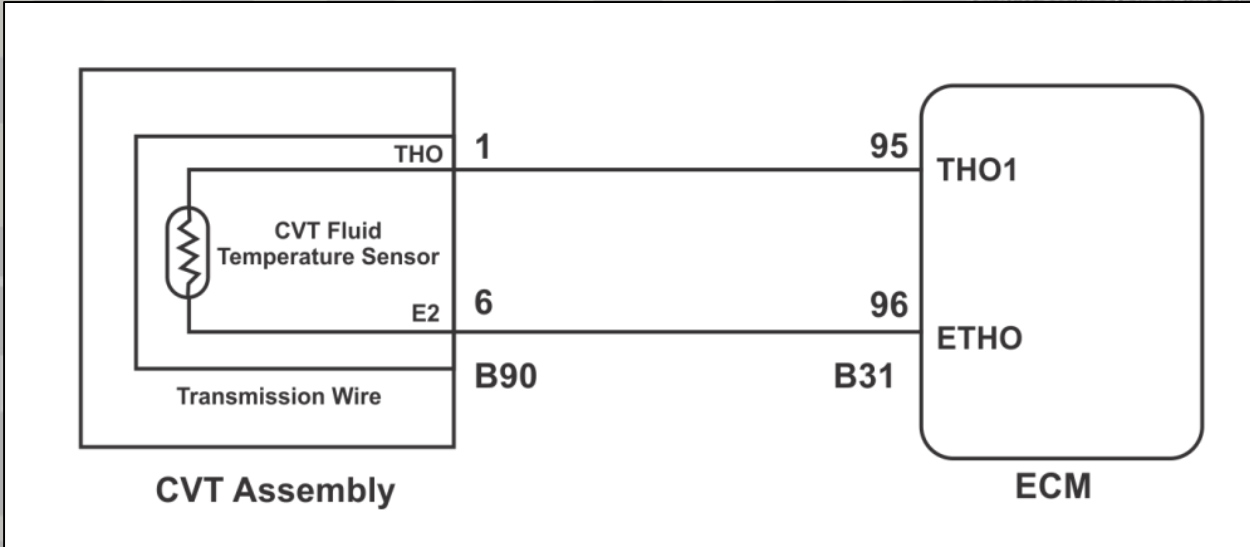 THO
1
95
THO1
CVT Fluid
Temperature Sensor
E2
6
96
ETHO
B90
B31
Transmission Wire
CVT Assembly
ECM